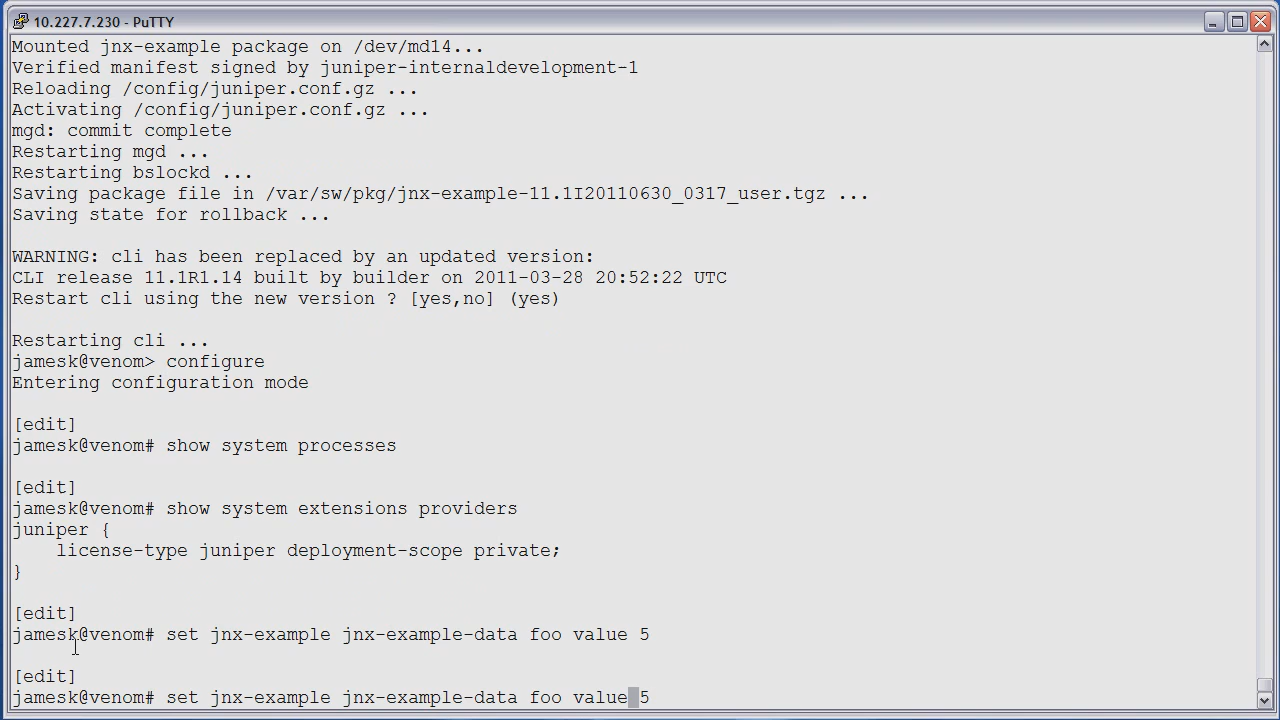 10.227.7.230 - PuTTY
Mounted jnx-example package on /dev/md14...
Verified manifest signed by juniper-internaldevelopment-1
Reloading /config/juniper.conf.gz ...
Activating /config/juniper.conf.gz ...
mgd: commit complete
Restarting mgd ...
Restarting bslockd ...
Saving package file in /var/sw/pkg/jnx-example-11.1I20110630_0317_user.tgz ...
Saving state for rollback ...
WARNING: cli has been replaced by an updated version:
CLI release 11.1R1.14 built by builder on 2011-03-28 20:52:22 UTC
Restart cli using the new version ? [yes,no] (yes)
Restarting cli ...
jamesk@venom> configure
Entering configuration mode
[edit]
jamesk@venom# show system processes
[edit]
jamesk@venom# show system extensions providers
juniper {
    license-type juniper deployment-scope private;
}
[edit]
jamesk@venom# set jnx-example jnx-example-data foo value 5
[edit]
jamesk@venom# set jnx-example jnx-example-data foo value 5